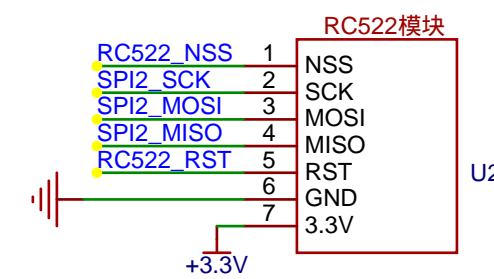 RC522模块
RC522_NSS 1 NSS
SPI2_SCK 2 SCK
SPI2_MOSI 3 MOSI
SPI2_MISO 4 MISO
RC522_RST 5 RST
6 GND
7 3.3V
U2
+3.3V